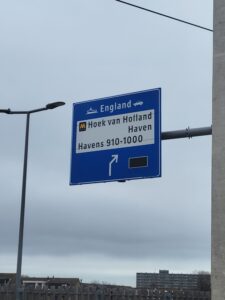 England
Hoek van Holland
Haven
Havens 910-1000